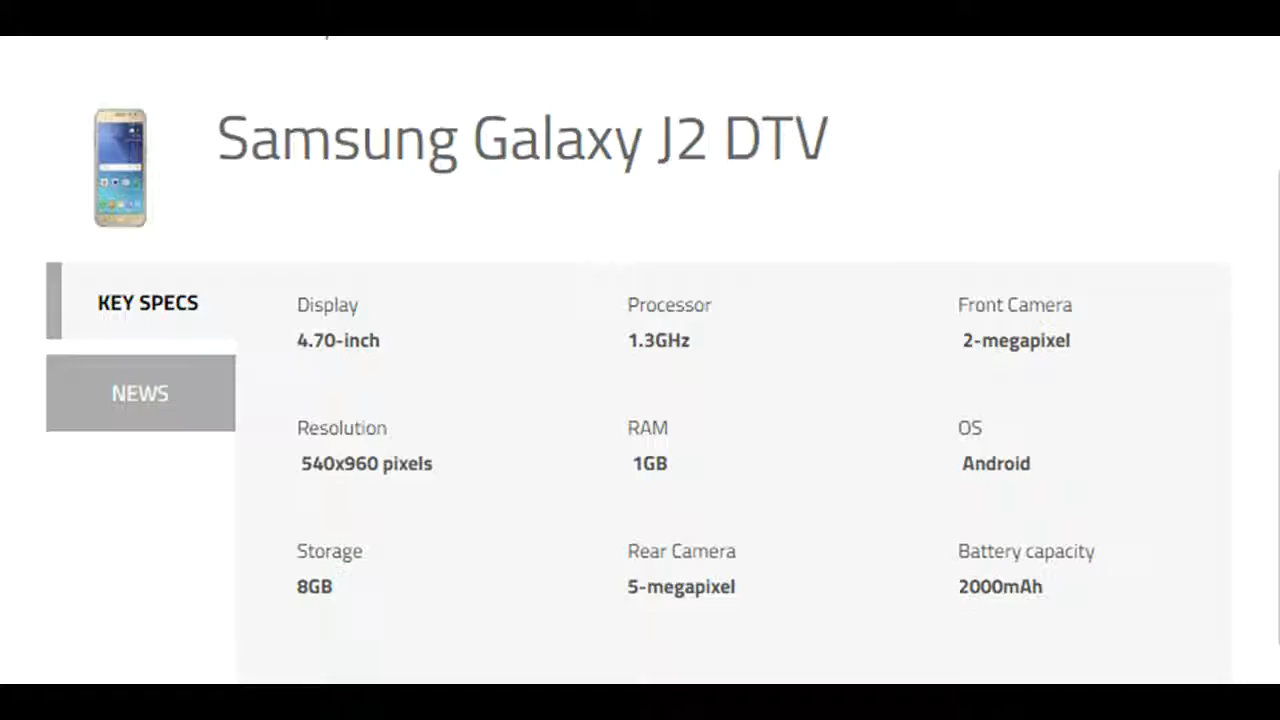 Samsung Galaxy J2 DTV
KEY SPECS
NEWS
Display
4.70-inch
Processor
1.3GHz
Front Camera
2-megapixel
Resolution
540x960 pixels
RAM
1GB
OS
Android
Storage
8GB
Rear Camera
5-megapixel
Battery capacity
2000mAh